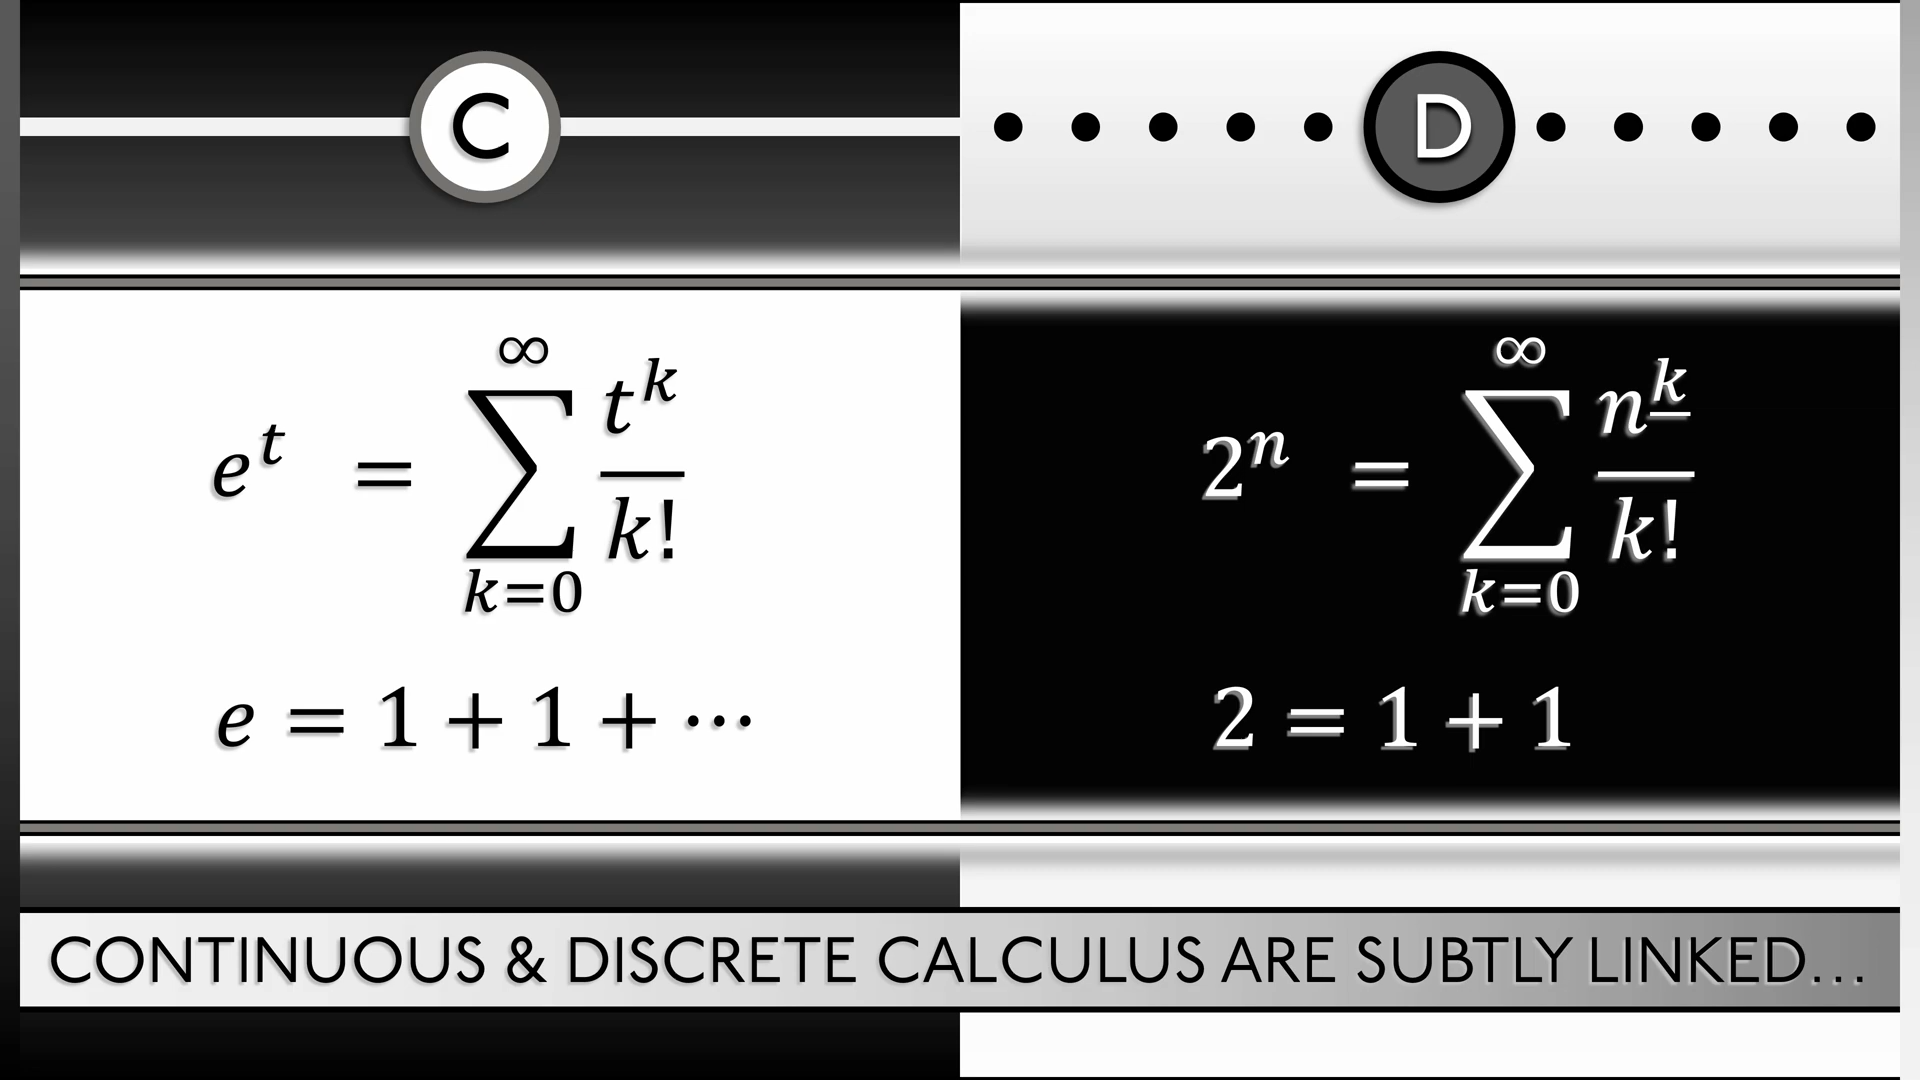 C
D
e^t = ∑_{k=0}^{∞} t^k / k!
2^n = ∑_{k=0}^{∞} n^{\underline{k}} / k!
e = 1 + 1 + ⋯
2 = 1 + 1
CONTINUOUS & DISCRETE CALCULUS ARE SUBTLY LINKED...